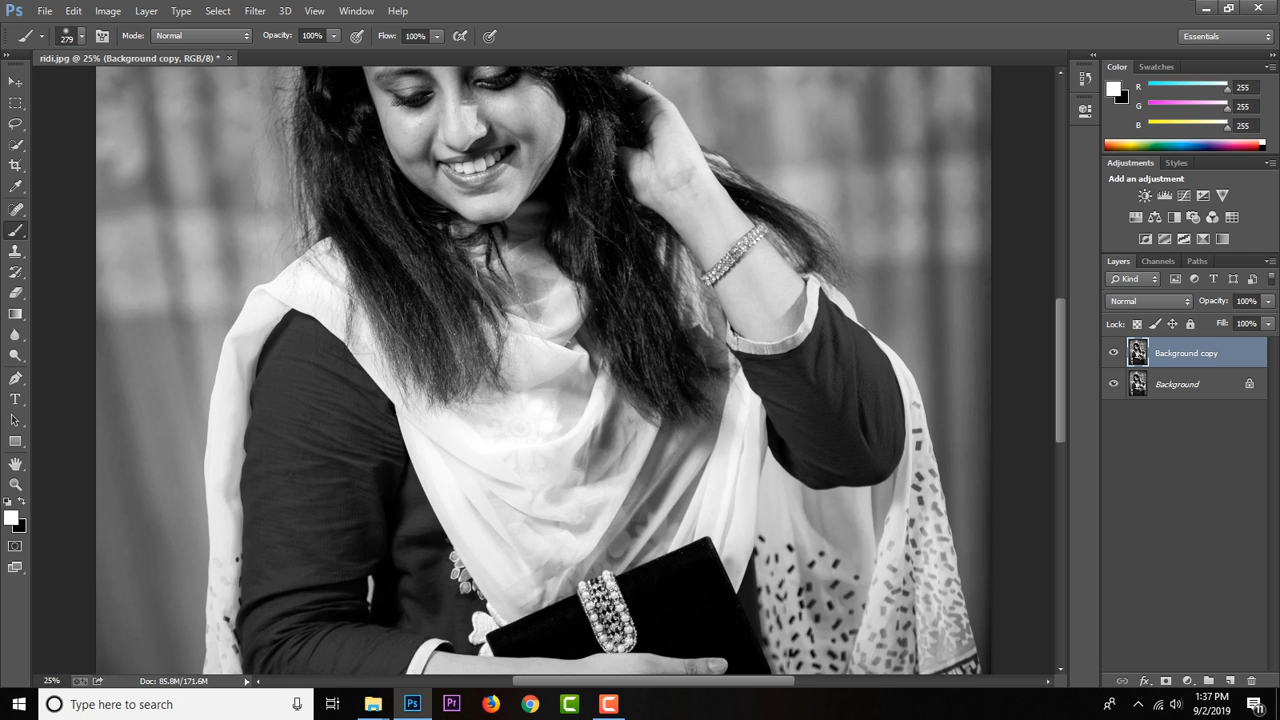 Ps File Edit Image Layer Type Select Filter 3D View Window Help
279 Mode: Normal Opacity: 100% Flow: 100% Essentials
ridi.jpg @ 25% (Background copy, RGB/8) *
Color Swatches
R 255
G 255
B 255
Adjustments Styles
Add an adjustment
Layers Channels Paths
Kind
Normal Opacity: 100%
Lock: Fill: 100%
Background copy
Background
25% Doc: 85.8M/171.6M
Type here to search Ps Pr C C 1:37 PM
9/2/2019 11